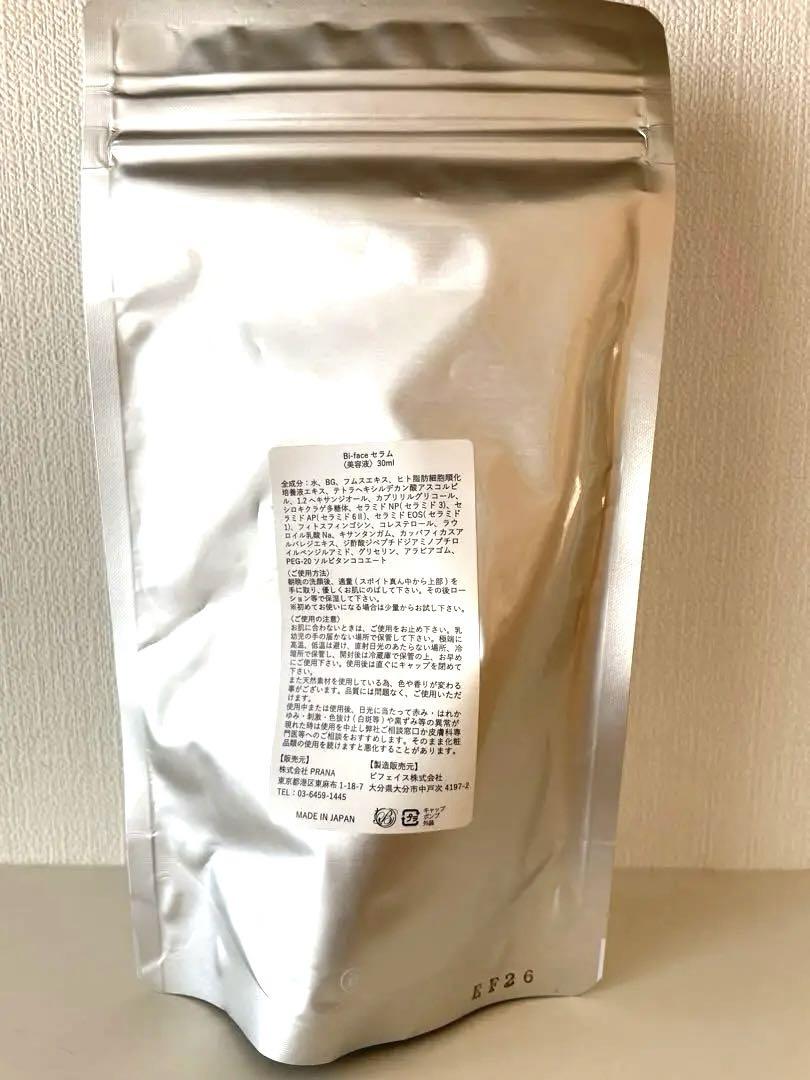 Bi-face セラム
〈美容液〉30ml
全成分：水、BG、フムスエキス、ヒト脂肪細胞順化
培養液エキス、テトラヘキシルデカン酸アスコルビ
ル、1.2ヘキサンジオール、カプリリルグリコール、
シロキクラゲ多糖体、セラミドNP(セラミド3)、セ
ラミドAP(セラミド6Ⅱ)、セラミドEOS(セラミド
1)、フィトスフィンゴシン、コレステロール、ラウ
ロイル乳酸Na、キサンタンガム、カッパフィカスア
ルバレジエキス、ジ酢酸ジペプチドジアミノブチロ
イルベンジルアミド、グリセリン、アラビアゴム、
PEG-20ソルビタンココエート
〈ご使用方法〉
朝晩の洗顔後、適量(スポイト真ん中から上部)を
手に取り、優しくお肌にのばして下さい。その後ロー
ション等で保湿して下さい。
※初めてお使いになる場合は少量からお試し下さい。
〈ご使用の注意〉
お肌に合わないときは、ご使用をお止め下さい。乳
幼児の手の届かない場所で保管して下さい。極端に
高温、低温は避け、直射日光のあたらない場所、冷
暗所で保管し、開封後は冷蔵庫で保管の上、お早め
にご使用下さい。使用後は直ぐにキャップを閉めて
下さい。
また天然素材を使用している為、色や香りが変わる
事がございます。品質には問題なく、ご使用いただ
けます。
使用中または使用後、日光に当たって赤み・はれか
ゆみ・刺激・色抜け(白斑等)や黒ずみ等の異常が
現れた時は使用を中止し弊社ご相談窓口か皮膚科専
門医等へのご相談をおすすめします。そのまま化粧
品類の使用を続けますと悪化することがあります。
【販売元】
株式会社 PRANA
東京都港区東麻布 1-18-7
TEL：03-6459-1445
【製造販売元】
ビフェイス株式会社
大分県大分市中戸次 4197-2
MADE IN JAPAN
B
プラ
キャップ
ポンプ
外装
EF26